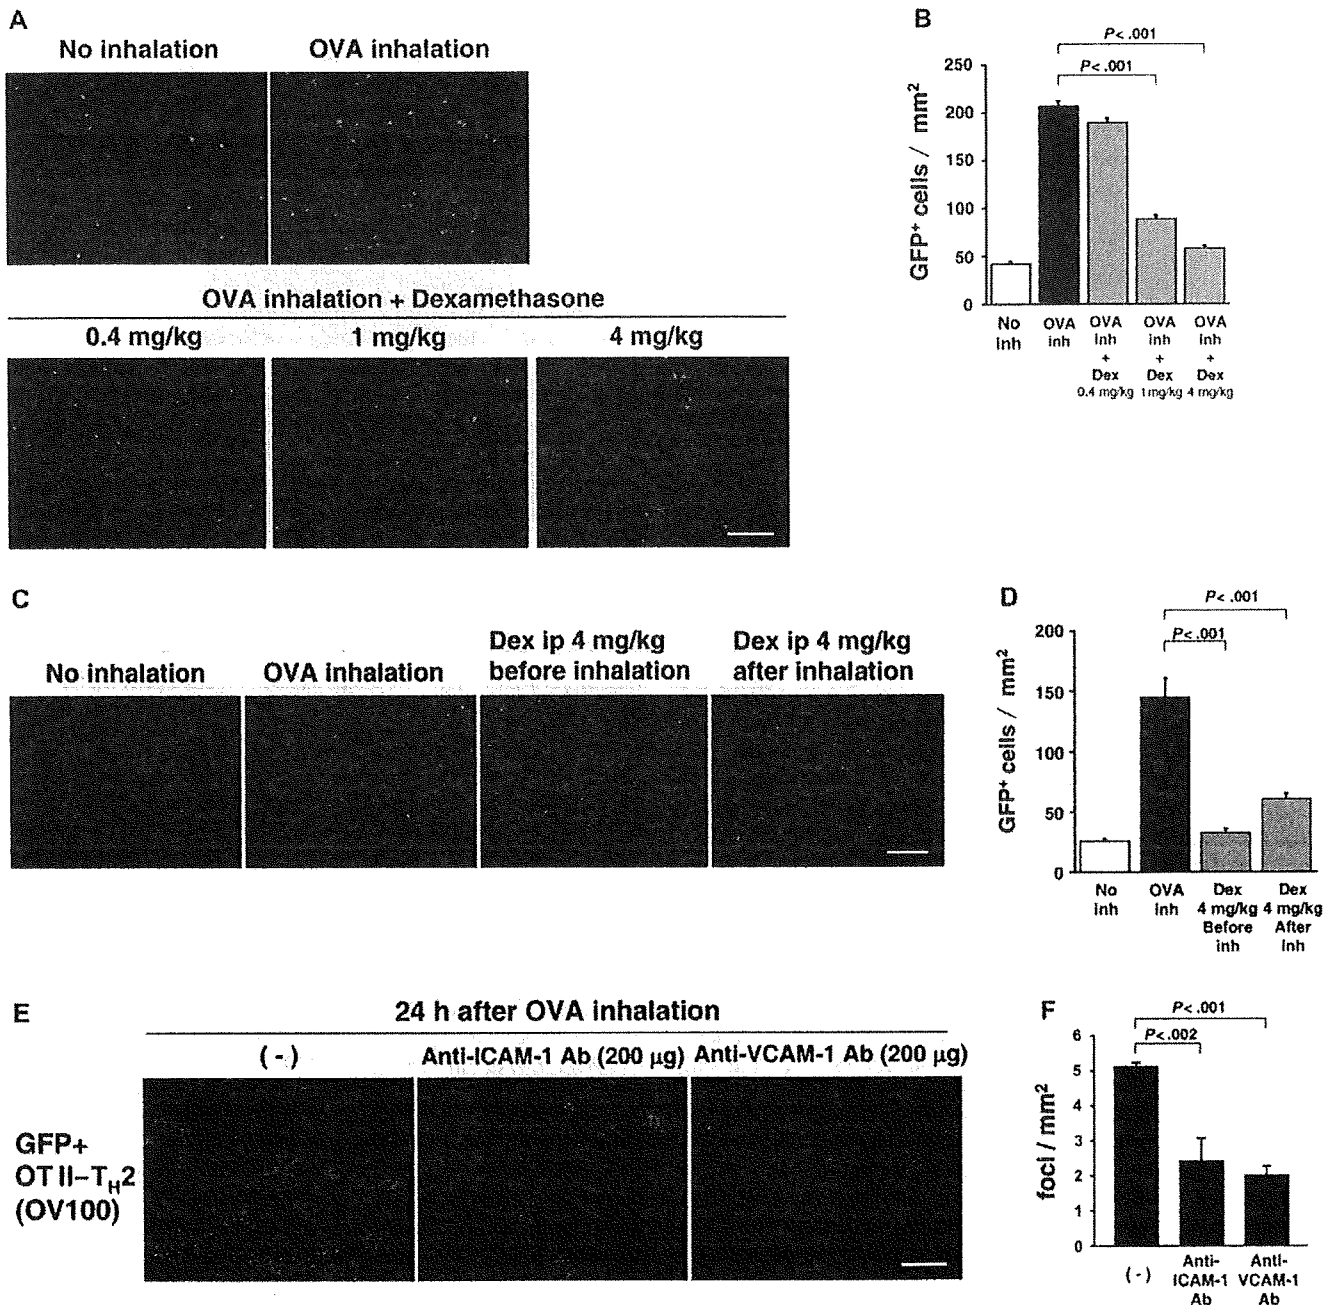 A
No inhalation OVA inhalation
OVA inhalation + Dexamethasone
0.4 mg/kg 1 mg/kg 4 mg/kg
B
P< .001
P< .001
GFP+ cells / mm2
250
200
150
100
50
0
No OVA OVA OVA OVA
Inh inh Inh inh Inh
+ + +
Dex Dex Dex
0.4 mg/kg 1 mg/kg 4 mg/kg
C
Dex ip 4 mg/kg Dex ip 4 mg/kg
No inhalation OVA inhalation before inhalation after inhalation
D
P< .001
P< .001
GFP+ cells / mm2
200
150
100
50
0
No OVA Dex Dex
inh inh 4 mg/kg 4 mg/kg
Before After
inh Inh
E
24 h after OVA inhalation
(-) Anti-ICAM-1 Ab (200 µg) Anti-VCAM-1 Ab (200 µg)
GFP+
OT II–TH2
(OV100)
F
P< .001
P<.002
foci / mm2
6
5
4
3
2
1
0
(-) Anti- Anti-
ICAM-1 VCAM-1
Ab Ab